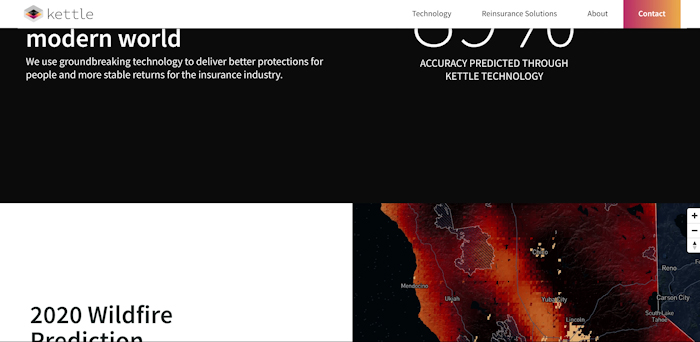 kettle
Technology
Reinsurance Solutions
About
Contact
modern world
We use groundbreaking technology to deliver better protections for
people and more stable returns for the insurance industry.
ACCURACY PREDICTED THROUGH
KETTLE TECHNOLOGY
2020 Wildfire
Prediction
Chico
Reno
Mendocino
Ukiah
Yuba City
Carson City
South Lake
Tahoe
Lincoln